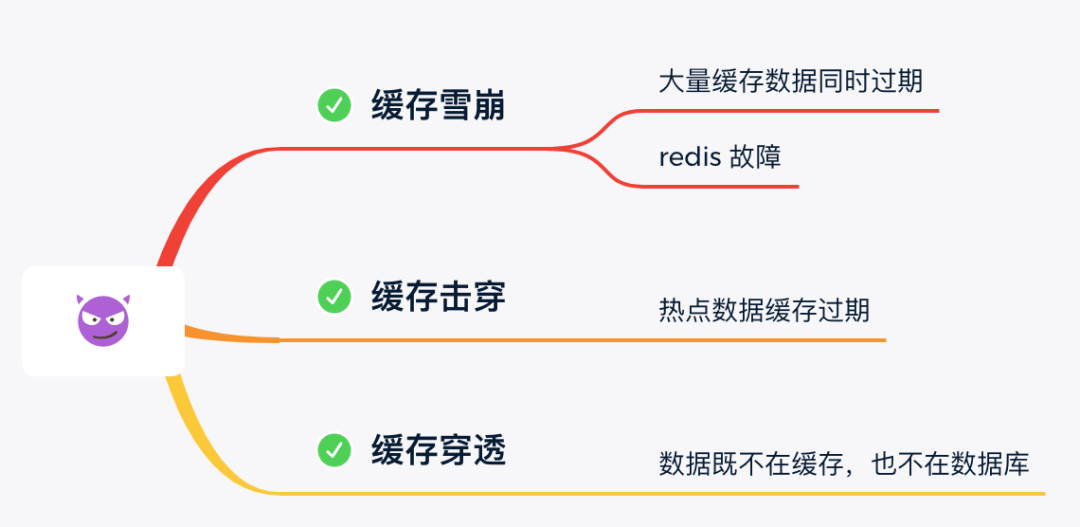 缓存雪崩
大量缓存数据同时过期
redis 故障
缓存击穿
热点数据缓存过期
缓存穿透
数据既不在缓存，也不在数据库